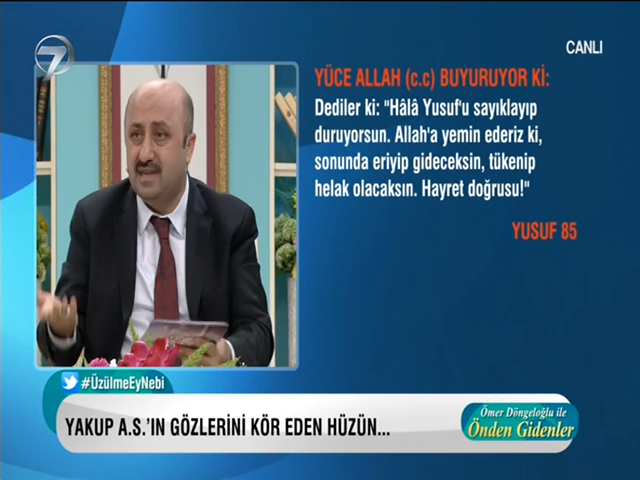 7
CANLI
YÜCE ALLAH (c.c) BUYURUYOR Kİ:
Dediler ki: "Hâlâ Yusuf'u sayıklayıp
duruyorsun. Allah'a yemin ederiz ki,
sonunda eriyip gideceksin, tükenip
helak olacaksın. Hayret doğrusu!"
YUSUF 85
#ÜzülmeEyNebi
YAKUP A.S.'IN GÖZLERİNİ KÖR EDEN HÜZÜN...
Ömer Döngeloğlu ile
Önden Gidenler